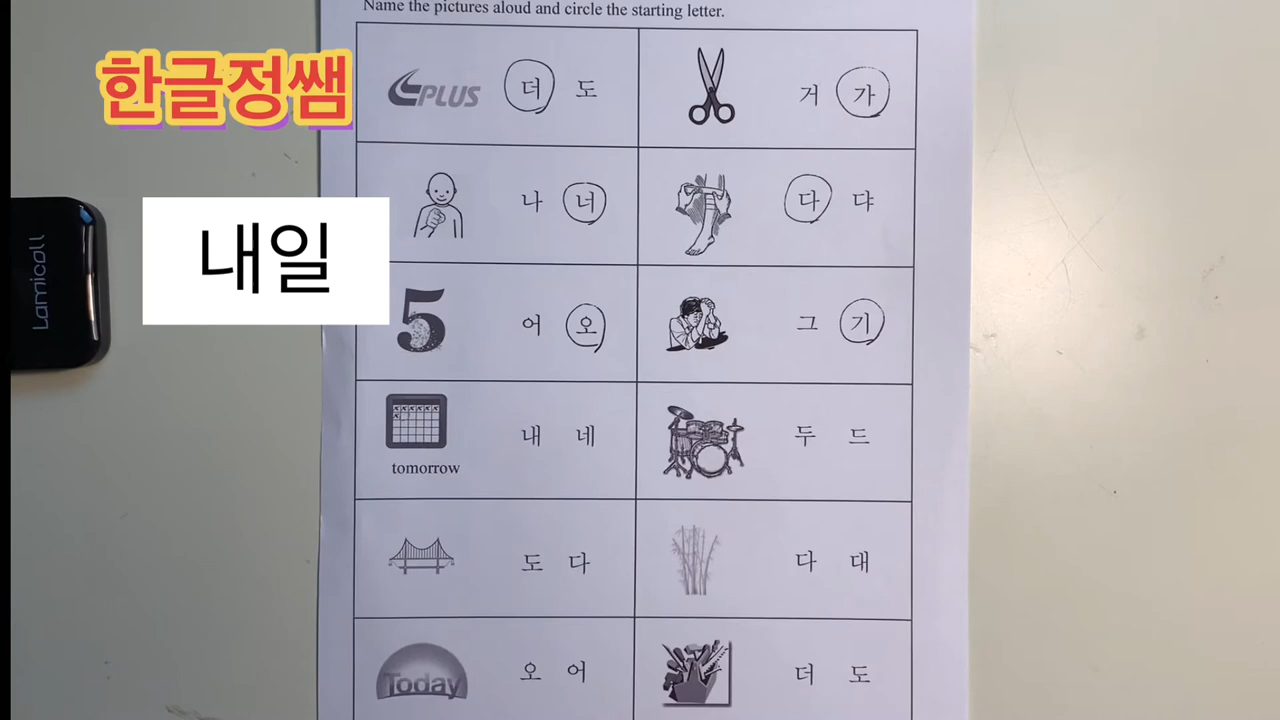 Name the pictures aloud and circle the starting letter.
한글정쌤
PLUS 더 도
거 가
나 너
다 댜
Lamicall
내일
5 어 오
그 기
tomorrow 내 네
두 드
도 다
다 대
Today 오 어
더 도